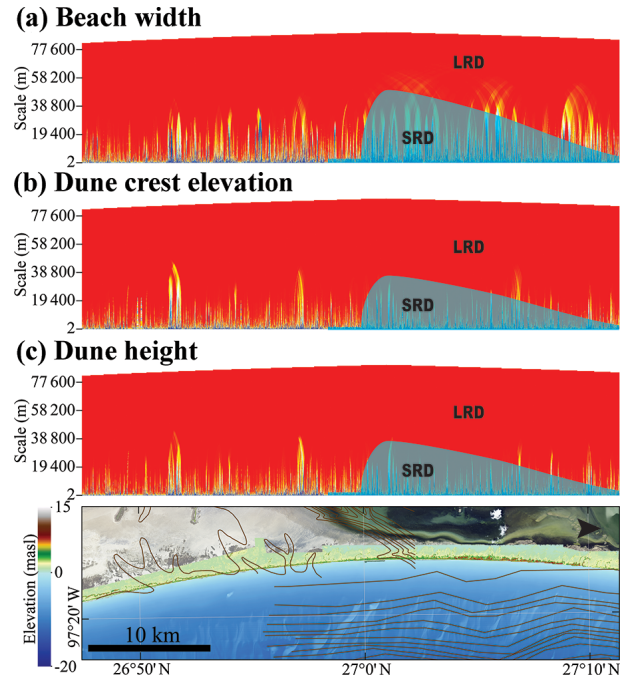 (a) Beach width
Scale (m)
77 600
58 200
38 800
19 400
2
LRD
SRD
(b) Dune crest elevation
Scale (m)
77 600
58 200
38 800
19 400
2
LRD
SRD
(c) Dune height
Scale (m)
77 600
58 200
38 800
19 400
2
LRD
SRD
Elevation (masl)
15
0
-20
97°20' W
10 km
26°50' N
27°0' N
27°10' N